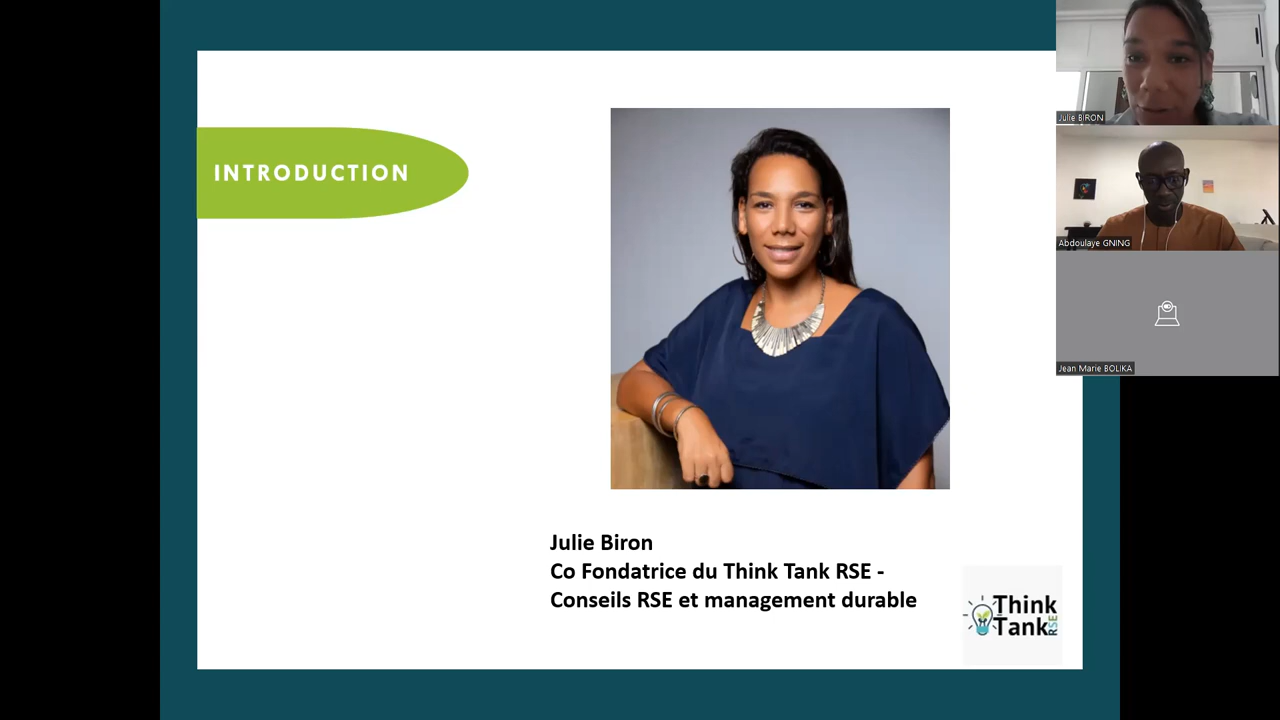 INTRODUCTION
Julie BIRON
Abdoulaye GNING
Jean Marie BOLIKA
Julie Biron
Co Fondatrice du Think Tank RSE -
Conseils RSE et management durable
Think
Tank RSE